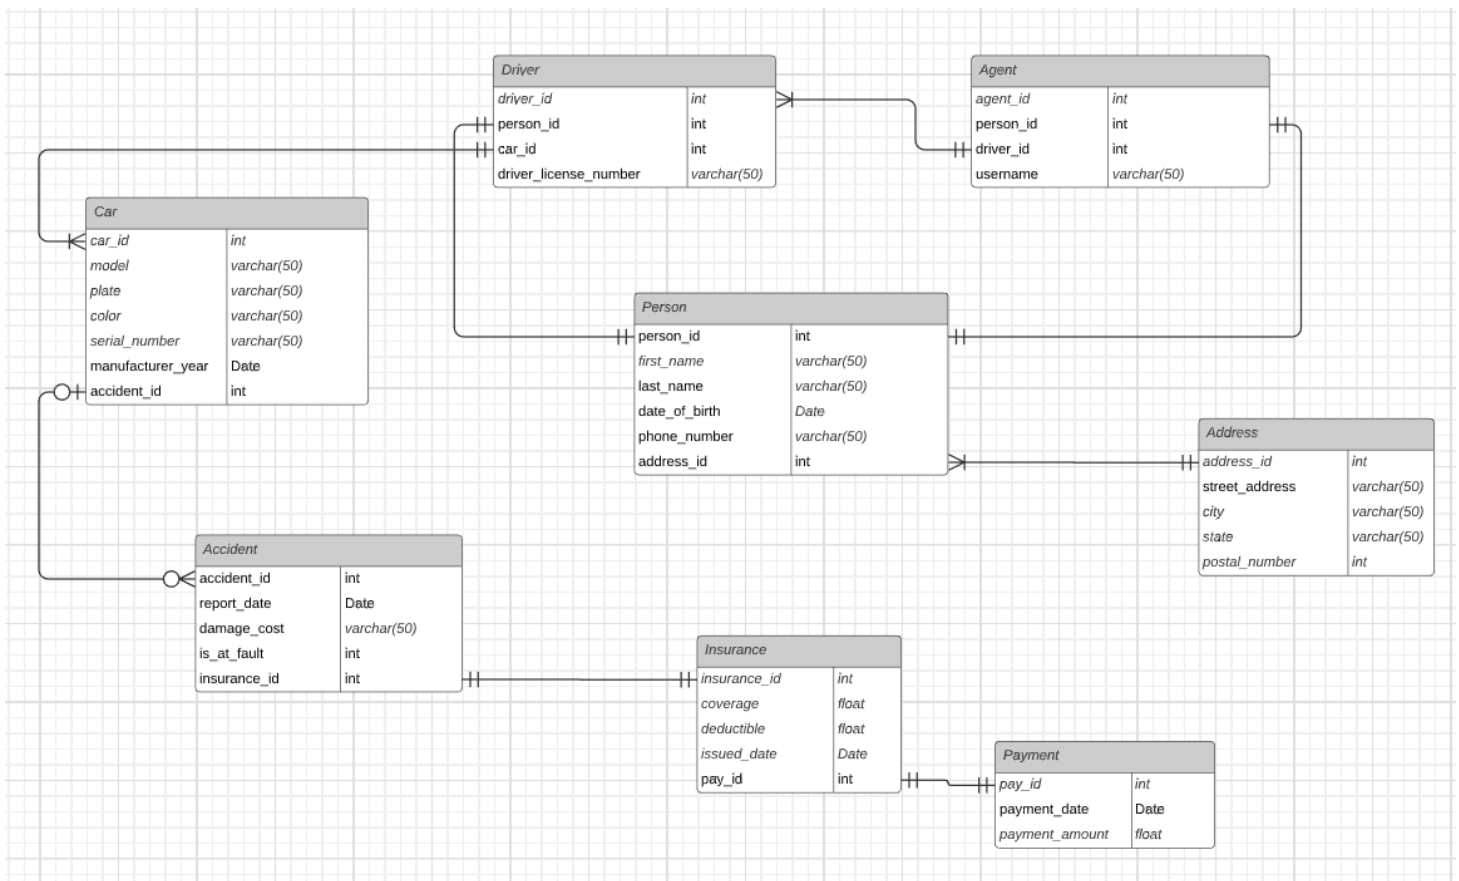 Driver
driver_id int
person_id int
car_id int
driver_license_number varchar(50)
Agent
agent_id int
person_id int
driver_id int
username varchar(50)
Car
car_id int
model varchar(50)
plate varchar(50)
color varchar(50)
serial_number varchar(50)
manufacturer_year Date
accident_id int
Person
person_id int
first_name varchar(50)
last_name varchar(50)
date_of_birth Date
phone_number varchar(50)
address_id int
Address
address_id int
street_address varchar(50)
city varchar(50)
state varchar(50)
postal_number int
Accident
accident_id int
report_date Date
damage_cost varchar(50)
is_at_fault int
insurance_id int
Insurance
insurance_id int
coverage float
deductible float
issued_date Date
pay_id int
Payment
pay_id int
payment_date Date
payment_amount float